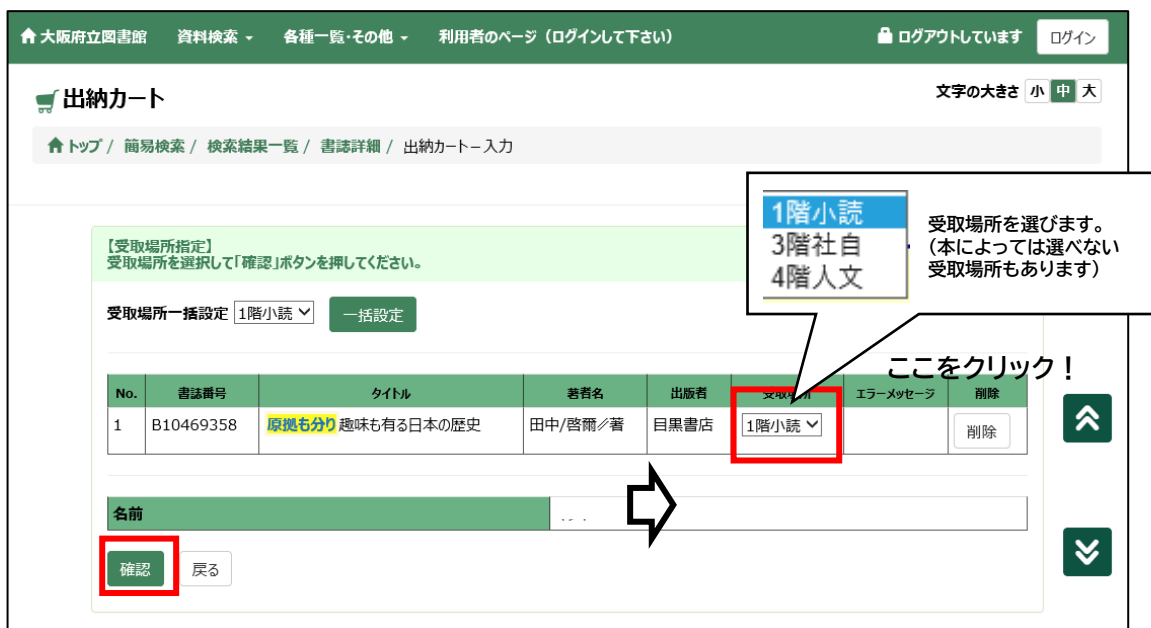 大阪府立図書館 資料検索 各種一覧・その他 利用者のページ（ログインして下さい） ログアウトしています ログイン
出納カート 文字の大きさ 小 中 大
トップ / 簡易検索 / 検索結果一覧 / 書誌詳細 / 出納カート－入力
1階小読
3階社自
4階人文
受取場所を選びます。
（本によっては選べない
受取場所もあります）
【受取場所指定】
受取場所を選択して「確認」ボタンを押してください。
受取場所一括設定 1階小読 一括設定
ここをクリック！
No. 書誌番号 タイトル 著者名 出版者 受取場所 エラーメッセージ 削除
1 B10469358 原拠も分り趣味も有る日本の歴史 田中/啓爾／著 目黒書店 1階小読 削除
名前
確認 戻る